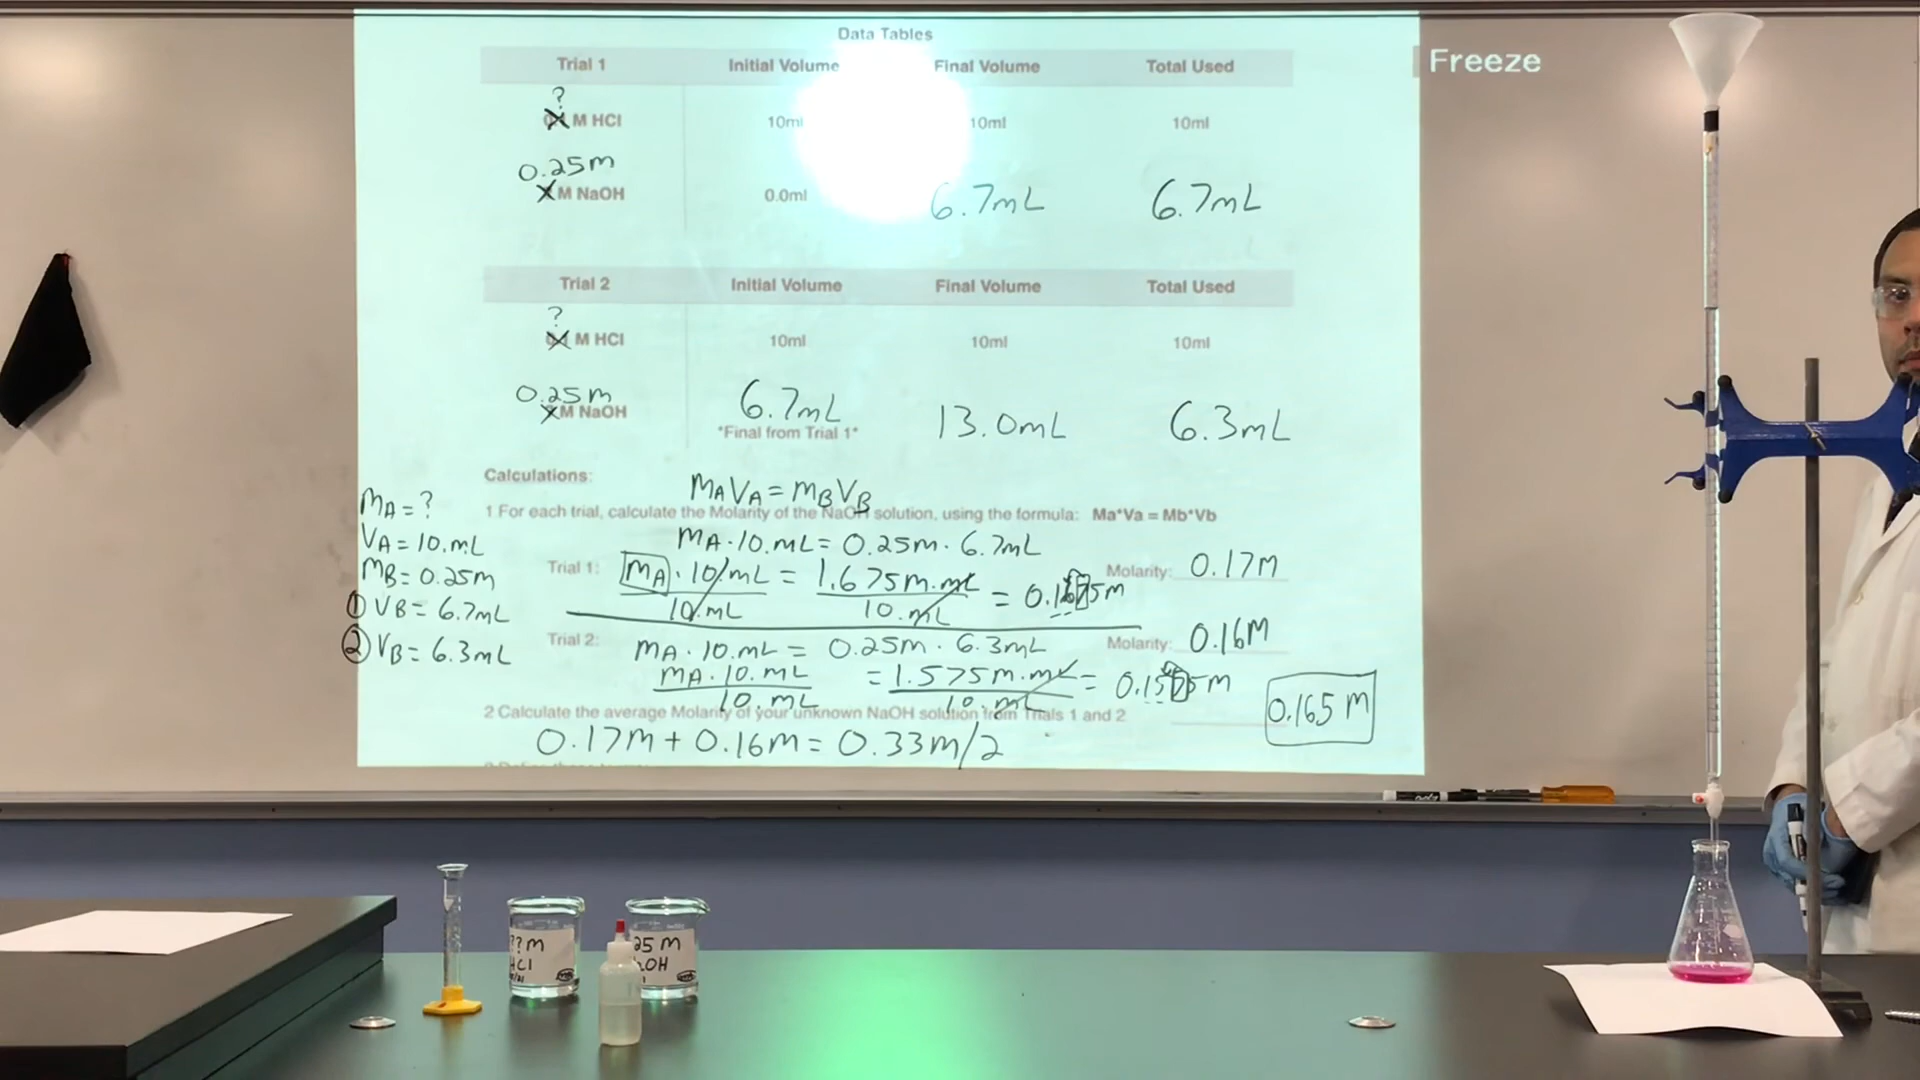 Data Tables
Freeze
Trial 1 Initial Volume Final Volume Total Used
?
M HCl 10ml 10ml 10ml
0.25m
M NaOH 0.0ml 6.7mL 6.7mL
Trial 2 Initial Volume Final Volume Total Used
?
M HCl 10ml 10ml 10ml
0.25m
M NaOH 6.7mL 13.0mL 6.3mL
*Final from Trial 1*
Calculations:
MAVA = MBVB
1 For each trial, calculate the Molarity of the NaOH solution, using the formula: Ma*Va = Mb*Vb
MA = ?
VA = 10.mL
MB = 0.25m
① VB = 6.7mL
② VB = 6.3mL
MA · 10.mL = 0.25m · 6.7mL
Trial 1: MA · 10.mL = 1.675m.mL = 0.1675m Molarity: 0.17M
10.mL 10.mL
Trial 2: MA · 10.mL = 0.25m · 6.3mL Molarity: 0.16M
MA · 10.mL = 1.575m.mL = 0.1575m
10.mL 10.mL
2 Calculate the average Molarity of your unknown NaOH solution from Trials 1 and 2 0.165 M
0.17m + 0.16m = 0.33m/2
??M
HCl
25 M
OH